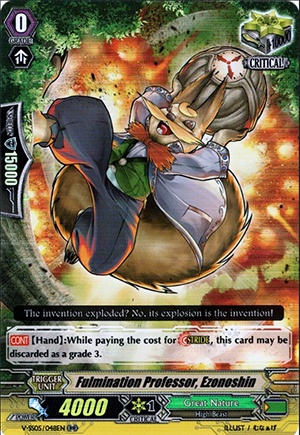 0
GRADE
CRITICAL
15000
The invention exploded? No, its explosion is the invention!
CONT [Hand]:While paying the cost for STRIDE, this card may be
discarded as a grade 3.
TRIGGER
UNIT
Fulmination Professor, Ezonoshin
4000
1
CRITICAL
Great Nature
High Beast
V-SS05/048EN RRR